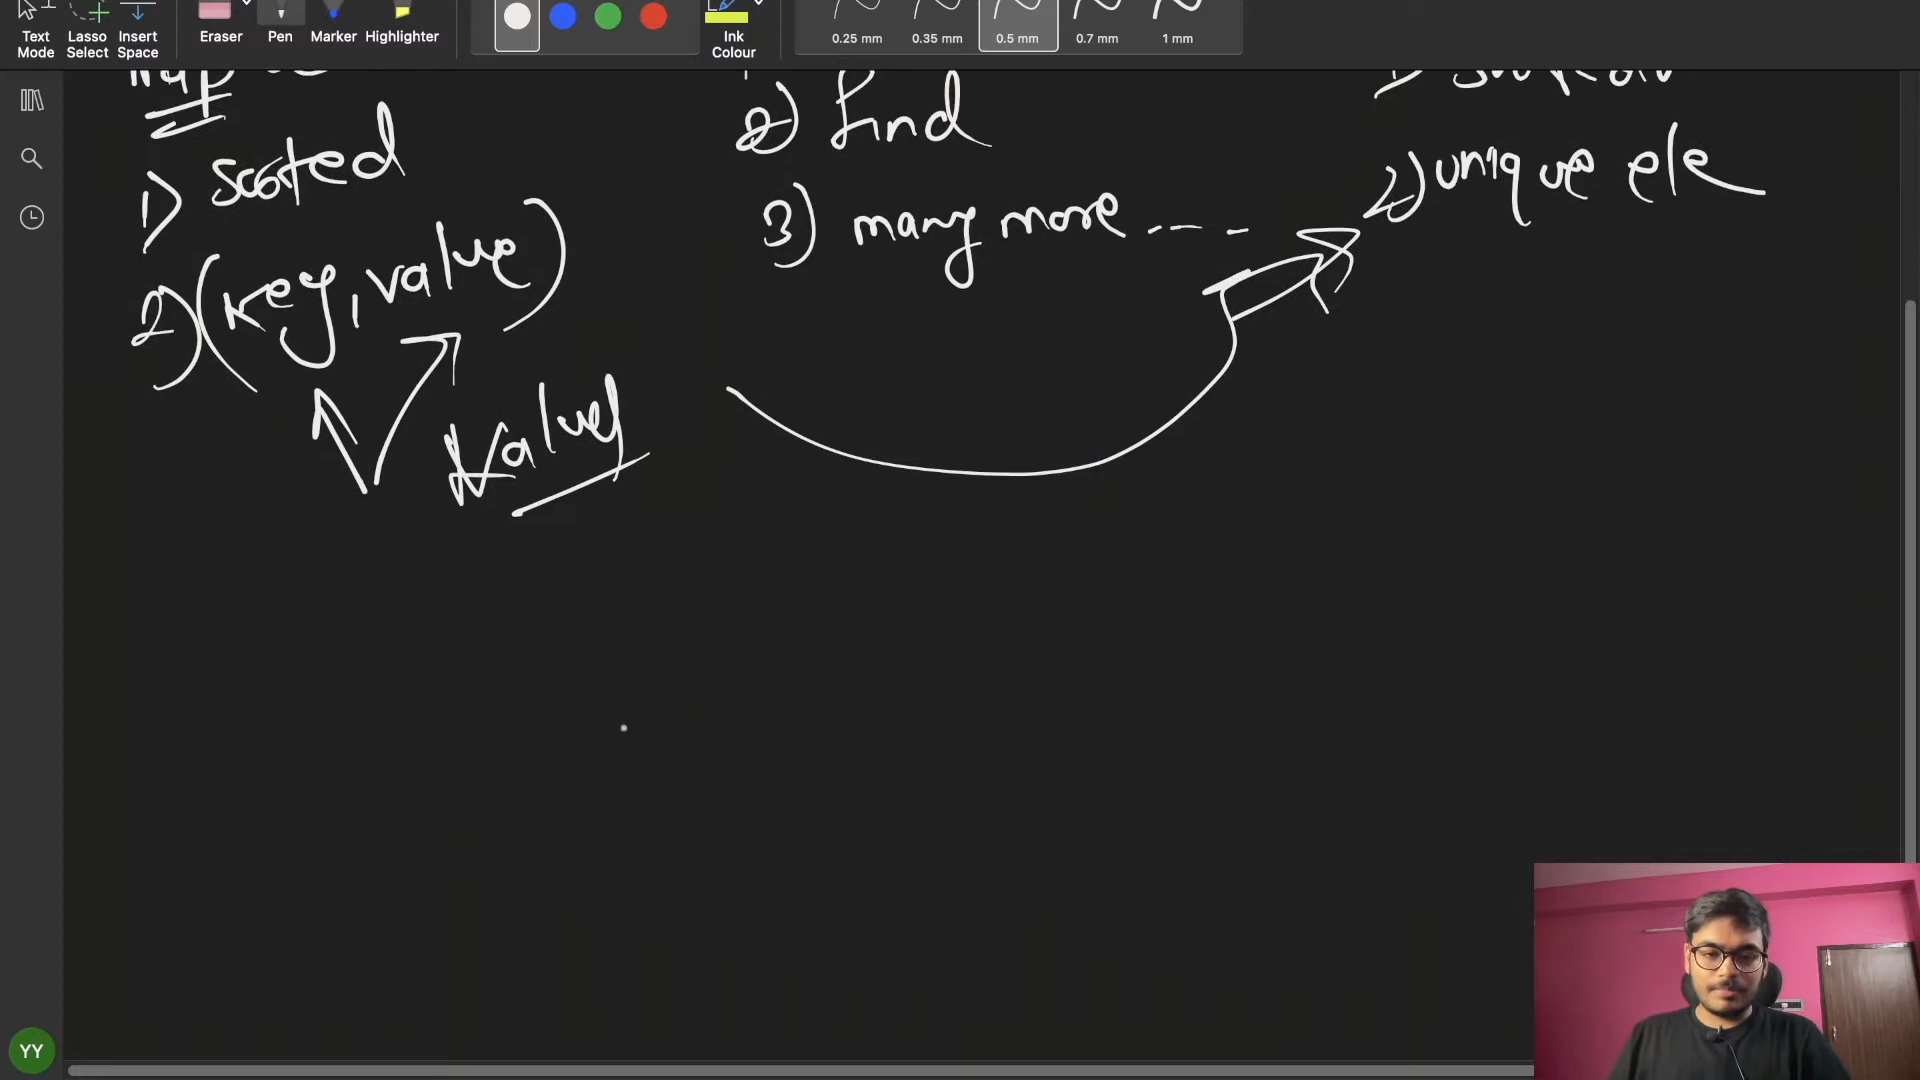 Text Mode
Lasso Select
Insert Space
Eraser
Pen
Marker
Highlighter
Ink Colour
0.25 mm
0.35 mm
0.5 mm
0.7 mm
1 mm
Map
1) sorted
2) (key, value)
value
2) find
3) many more ----
1)
2) unique ele
YY